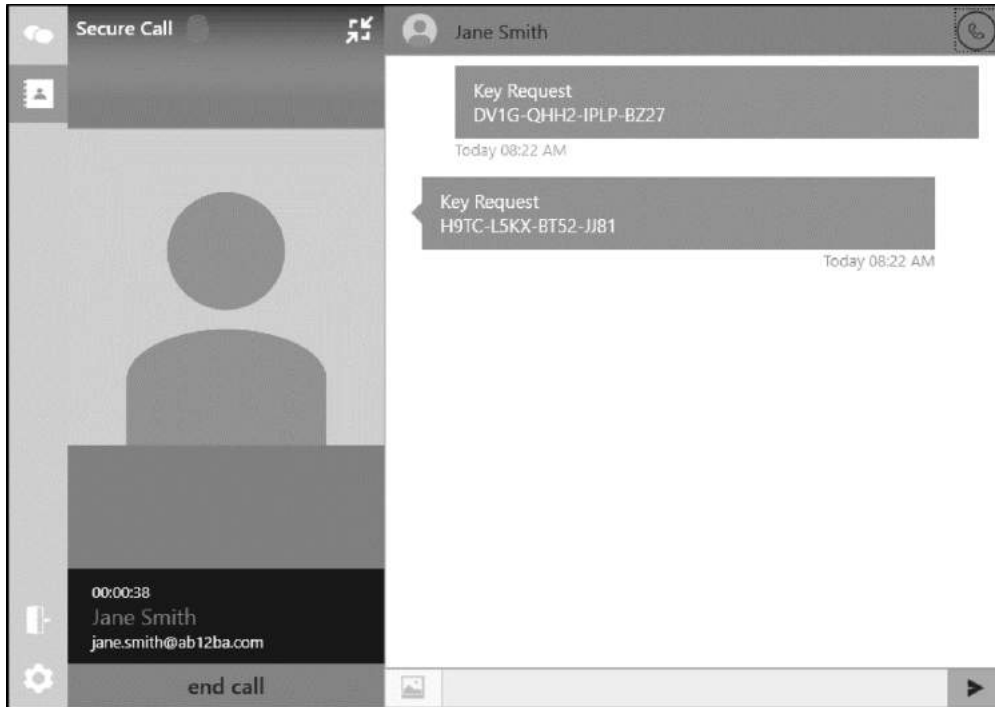 Secure Call
Jane Smith
Key Request
DV1G-QHH2-IPLP-BZ27
Today 08:22 AM
Key Request
H9TC-L5KX-BT52-JJ81
Today 08:22 AM
00:00:38
Jane Smith
jane.smith@ab12ba.com
end call